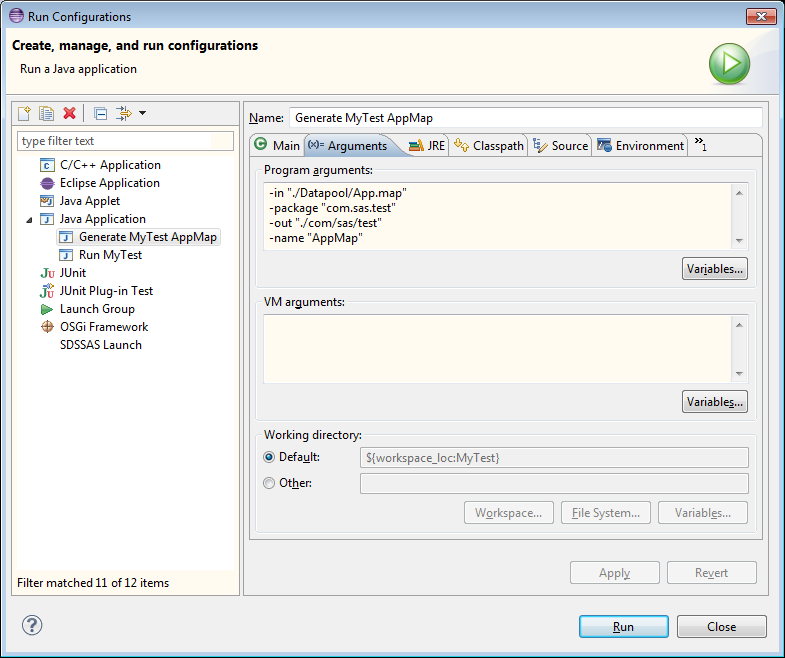 Run Configurations
Create, manage, and run configurations
Run a Java application
type filter text
C/C++ Application
Eclipse Application
Java Applet
Java Application
Generate MyTest AppMap
Run MyTest
JUnit
JUnit Plug-in Test
Launch Group
OSGi Framework
SDSSAS Launch
Filter matched 11 of 12 items
Name: Generate MyTest AppMap
Main (x)= Arguments JRE Classpath Source Environment »1
Program arguments:
-in "./Datapool/App.map"
-package "com.sas.test"
-out "./com/sas/test"
-name "AppMap"
Variables...
VM arguments:
Variables...
Working directory:
Default: ${workspace_loc:MyTest}
Other:
Workspace... File System... Variables...
Apply Revert
Run Close